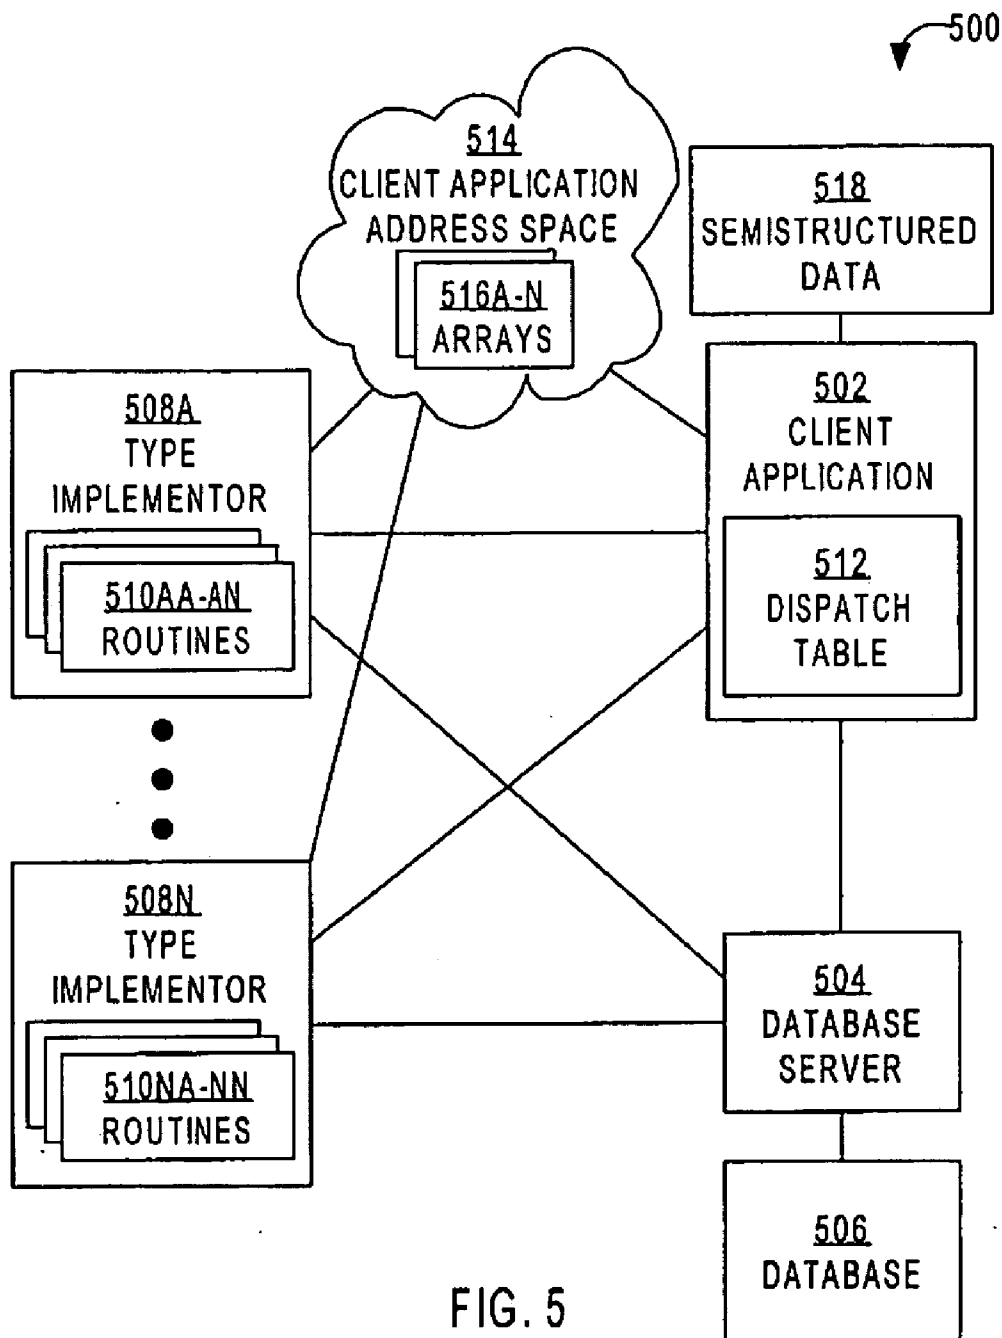 500
514
CLIENT APPLICATION
ADDRESS SPACE
516A-N
ARRAYS
518
SEMISTRUCTURED
DATA
502
CLIENT
APPLICATION
512
DISPATCH
TABLE
508A
TYPE
IMPLEMENTOR
510AA-AN
ROUTINES
508N
TYPE
IMPLEMENTOR
510NA-NN
ROUTINES
504
DATABASE
SERVER
506
DATABASE
FIG. 5